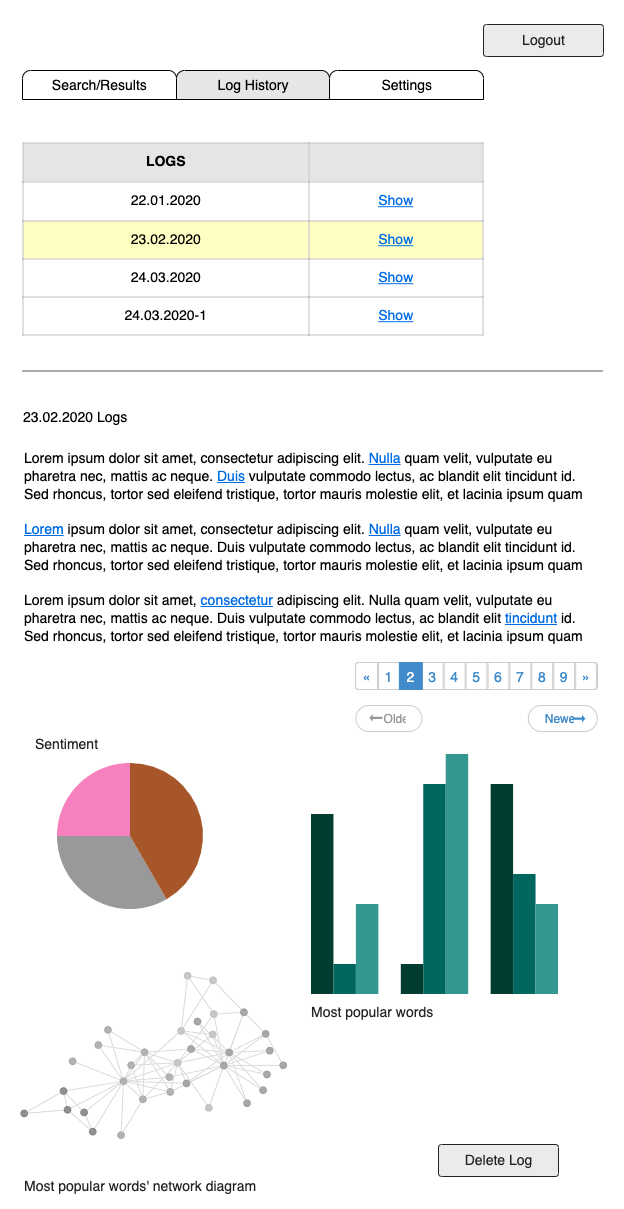 Logout
Search/Results Log History Settings
LOGS
22.01.2020 Show
23.02.2020 Show
24.03.2020 Show
24.03.2020-1 Show
23.02.2020 Logs
Lorem ipsum dolor sit amet, consectetur adipiscing elit. Nulla quam velit, vulputate eu
pharetra nec, mattis ac neque. Duis vulputate commodo lectus, ac blandit elit tincidunt id.
Sed rhoncus, tortor sed eleifend tristique, tortor mauris molestie elit, et lacinia ipsum quam
Lorem ipsum dolor sit amet, consectetur adipiscing elit. Nulla quam velit, vulputate eu
pharetra nec, mattis ac neque. Duis vulputate commodo lectus, ac blandit elit tincidunt id.
Sed rhoncus, tortor sed eleifend tristique, tortor mauris molestie elit, et lacinia ipsum quam
Lorem ipsum dolor sit amet, consectetur adipiscing elit. Nulla quam velit, vulputate eu
pharetra nec, mattis ac neque. Duis vulputate commodo lectus, ac blandit elit tincidunt id.
Sed rhoncus, tortor sed eleifend tristique, tortor mauris molestie elit, et lacinia ipsum quam
« 1 2 3 4 5 6 7 8 9 »
←Olde Newe→
Sentiment
Most popular words
Delete Log
Most popular words' network diagram